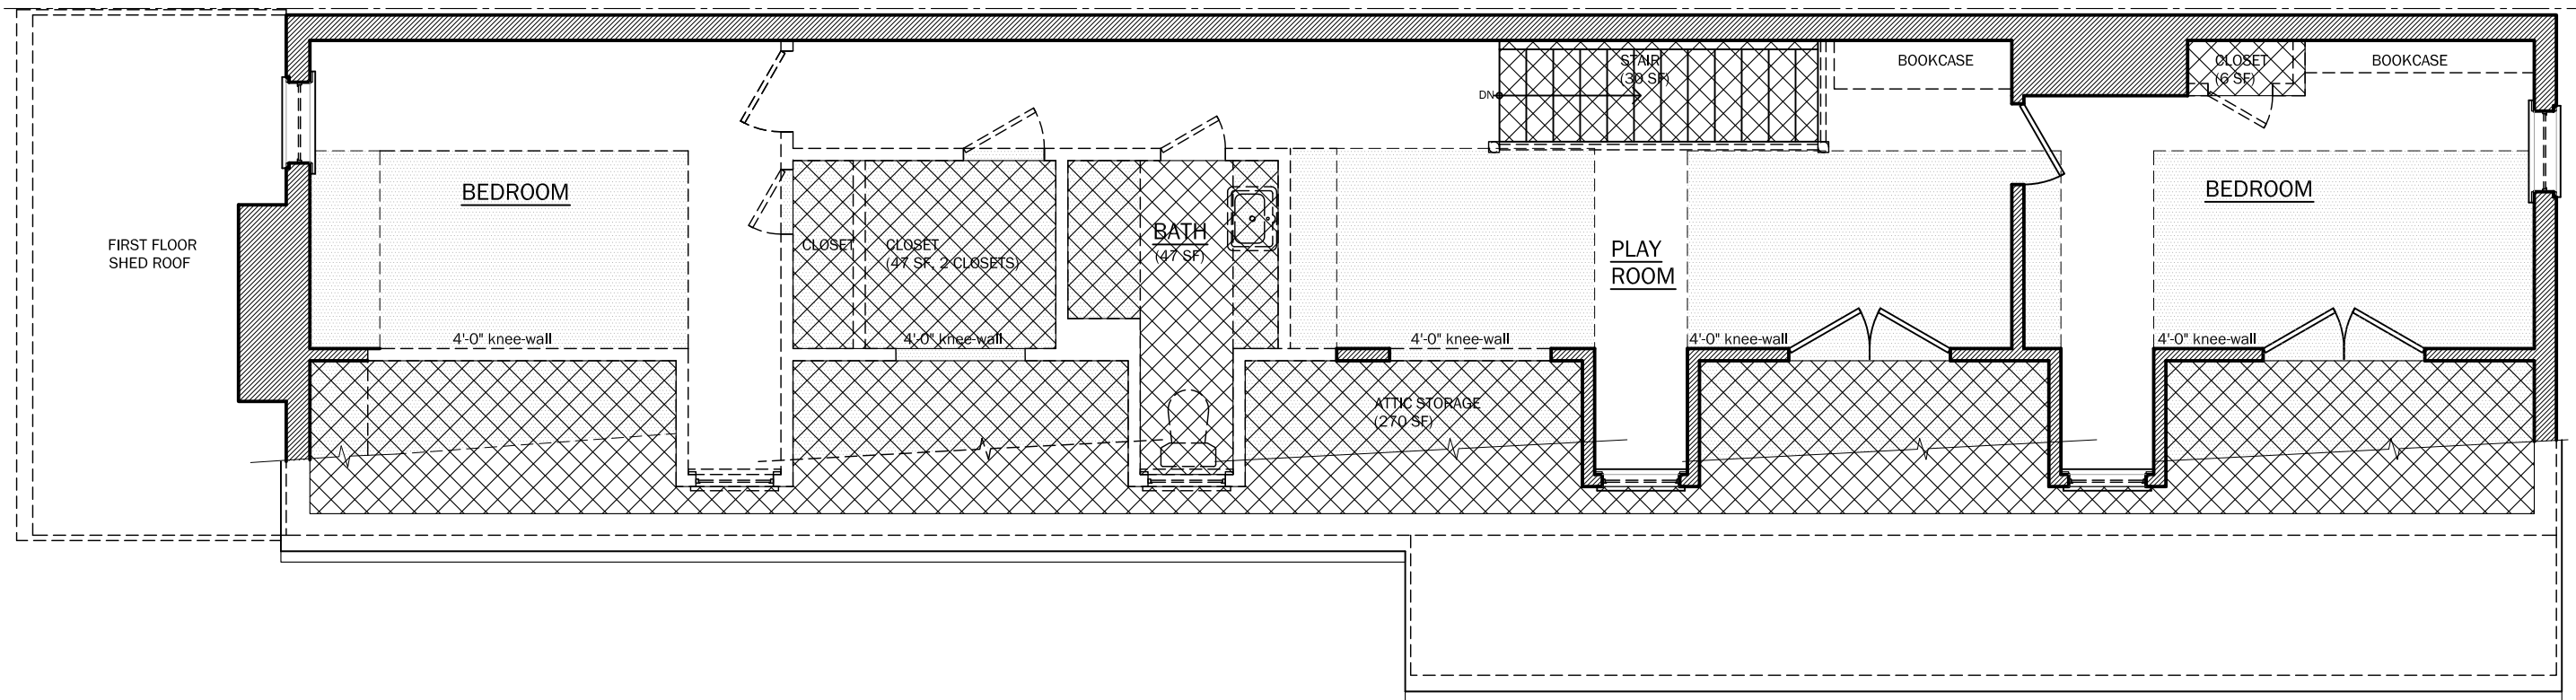 STAIR
(30 SF)
BOOKCASE
CLOSET
(6 SF)
BOOKCASE
DN
BEDROOM
BEDROOM
FIRST FLOOR
SHED ROOF
CLOSET
CLOSET
(47 SF, 2 CLOSETS)
BATH
(47 SF)
PLAY
ROOM
4'-0" knee-wall
4'-0" knee-wall
4'-0" knee-wall
4'-0" knee-wall
4'-0" knee-wall
ATTIC STORAGE
(270 SF)